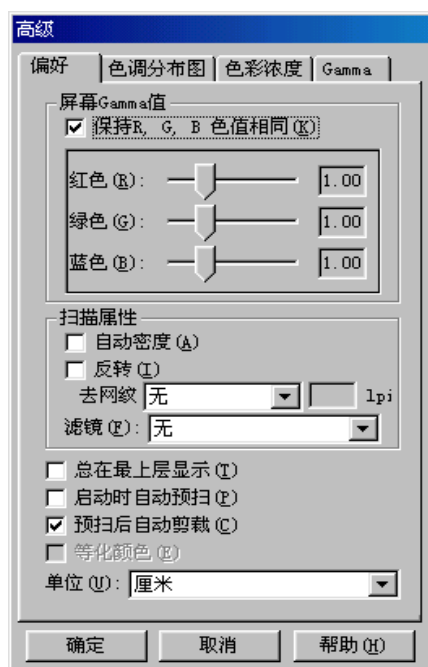 高级
偏好 色调分布图 色彩浓度 Gamma
屏幕Gamma值
保持R, G, B 色值相同(K)
红色(R): 1.00
绿色(G): 1.00
蓝色(B): 1.00
扫描属性
自动密度(A)
反转(I)
去网纹 无 lpi
滤镜(F): 无
总在最上层显示(T)
启动时自动预扫(P)
预扫后自动剪裁(C)
等化颜色(E)
单位(U): 厘米
确定 取消 帮助(H)